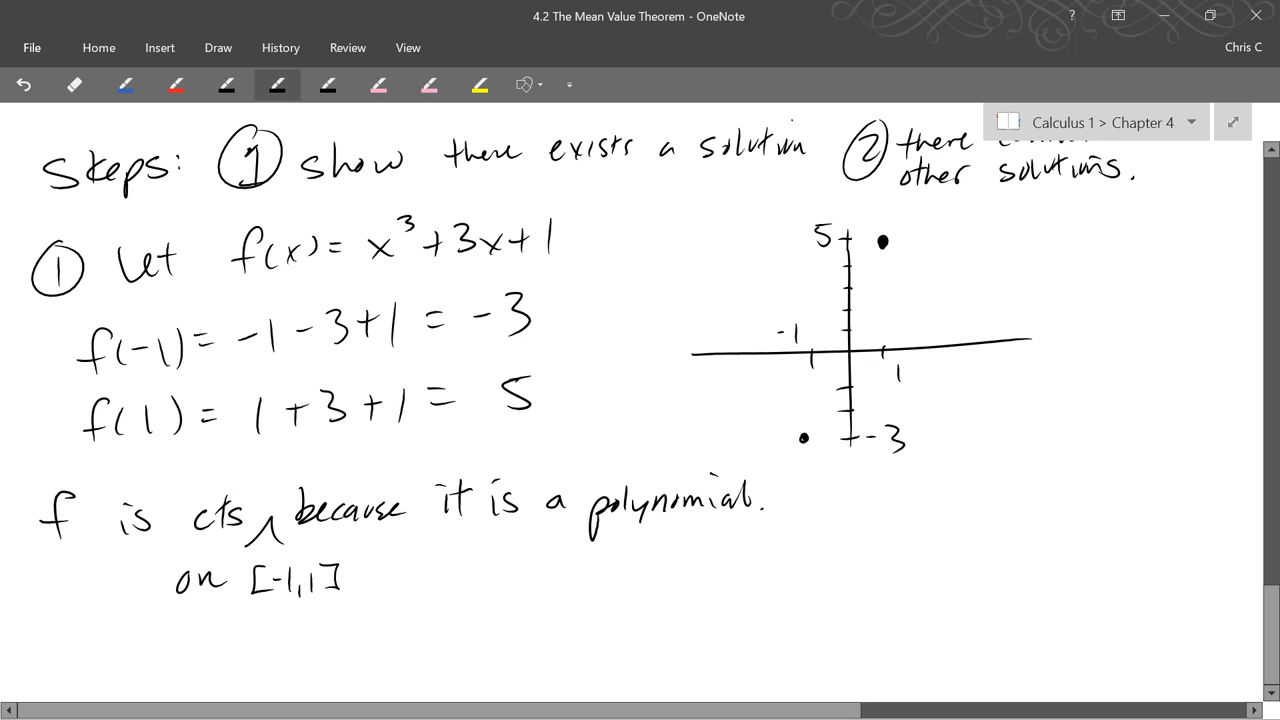 4.2 The Mean Value Theorem - OneNote
?
File Home Insert Draw History Review View Chris C
Calculus 1 > Chapter 4
Steps: ① show there exists a solution ② there
other solutions.
① Let f(x) = x³ + 3x + 1
f(-1) = -1 - 3 + 1 = -3
f(1) = 1 + 3 + 1 = 5
5
-1
1
-3
f is cts ^ because it is a polynomial.
on [-1,1]